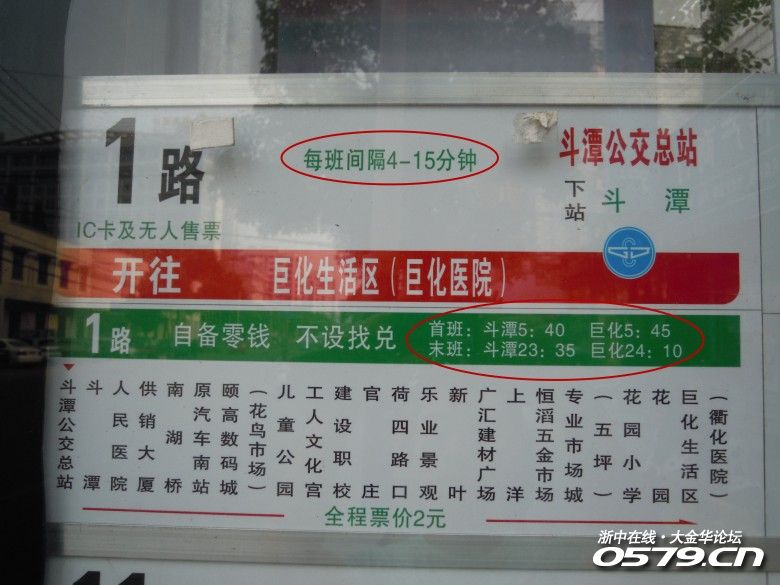 1路
每班间隔4-15分钟
斗潭公交总站
下站 斗潭
IC卡及无人售票
开往 巨化生活区（巨化医院）
1路 自备零钱 不设找兑
首班：斗潭5：40 巨化5：45
末班：斗潭23：35 巨化24：10
斗潭公交总站
斗潭
人民医院
供销大厦
南湖桥
原汽车南站
颐高数码城
（花鸟市场）
儿童公园
工人文化宫
建设职校
官庄
荷四路口
乐业景观
新叶
广汇建材广场
上洋
恒滔五金市场
专业市场城
（五坪）
花园小学
花园
巨化生活区
（衢化医院）
全程票价2元
浙中在线·大金华论坛
0579.cn